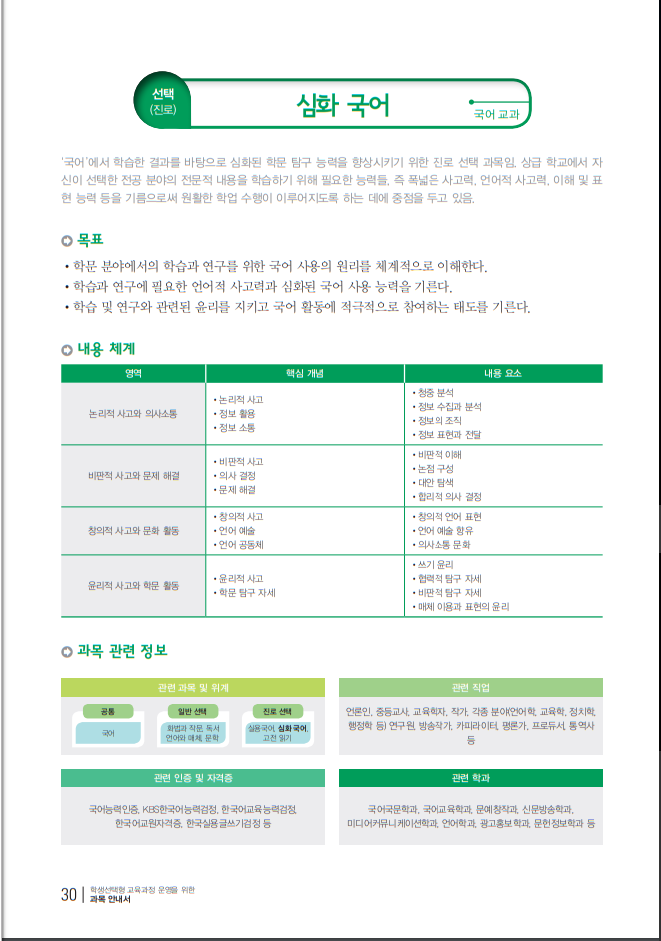 선택
(진로)
심화 국어
국어 교과
'국어'에서 학습한 결과를 바탕으로 심화된 학문 탐구 능력을 향상시키기 위한 진로 선택 과목임. 상급 학교에서 자
신이 선택한 전공 분야의 전문적 내용을 학습하기 위해 필요한 능력들, 즉 폭넓은 사고력, 언어적 사고력, 이해 및 표
현 능력 등을 기름으로써 원활한 학업 수행이 이루어지도록 하는 데에 중점을 두고 있음.
목표
• 학문 분야에서의 학습과 연구를 위한 국어 사용의 원리를 체계적으로 이해한다.
• 학습과 연구에 필요한 언어적 사고력과 심화된 국어 사용 능력을 기른다.
• 학습 및 연구와 관련된 윤리를 지키고 국어 활동에 적극적으로 참여하는 태도를 기른다.
내용 체계
영역 핵심 개념 내용 요소
논리적 사고와 의사소통
• 논리적 사고
• 정보 활용
• 정보 소통
• 청중 분석
• 정보 수집과 분석
• 정보의 조직
• 정보 표현과 전달
비판적 사고와 문제 해결
• 비판적 사고
• 의사 결정
• 문제 해결
• 비판적 이해
• 논점 구성
• 대안 탐색
• 합리적 의사 결정
창의적 사고와 문화 활동
• 창의적 사고
• 언어 예술
• 언어 공동체
• 창의적 언어 표현
• 언어 예술 향유
• 의사소통 문화
윤리적 사고와 학문 활동
• 윤리적 사고
• 학문 탐구 자세
• 쓰기 윤리
• 협력적 탐구 자세
• 비판적 탐구 자세
• 매체 이용과 표현의 윤리
과목 관련 정보
관련 과목 및 위계
공통
국어
일반 선택
화법과 작문, 독서
언어와 매체, 문학
진로 선택
실용국어, 심화 국어,
고전 읽기
관련 직업
언론인, 중등교사, 교육학자, 작가, 각종 분야(언어학, 교육학, 정치학,
행정학 등) 연구원, 방송작가, 카피라이터, 평론가, 프로듀서, 통역사
등
관련 인증 및 자격증
국어능력인증, KBS한국어능력검정, 한국어교육능력검정,
한국어교원자격증, 한국실용글쓰기검정 등
관련 학과
국어국문학과, 국어교육학과, 문예창작과, 신문방송학과,
미디어커뮤니케이션학과, 언어학과, 광고홍보학과, 문헌정보학과 등
30
학생선택형 교육과정 운영을 위한
과목 안내서